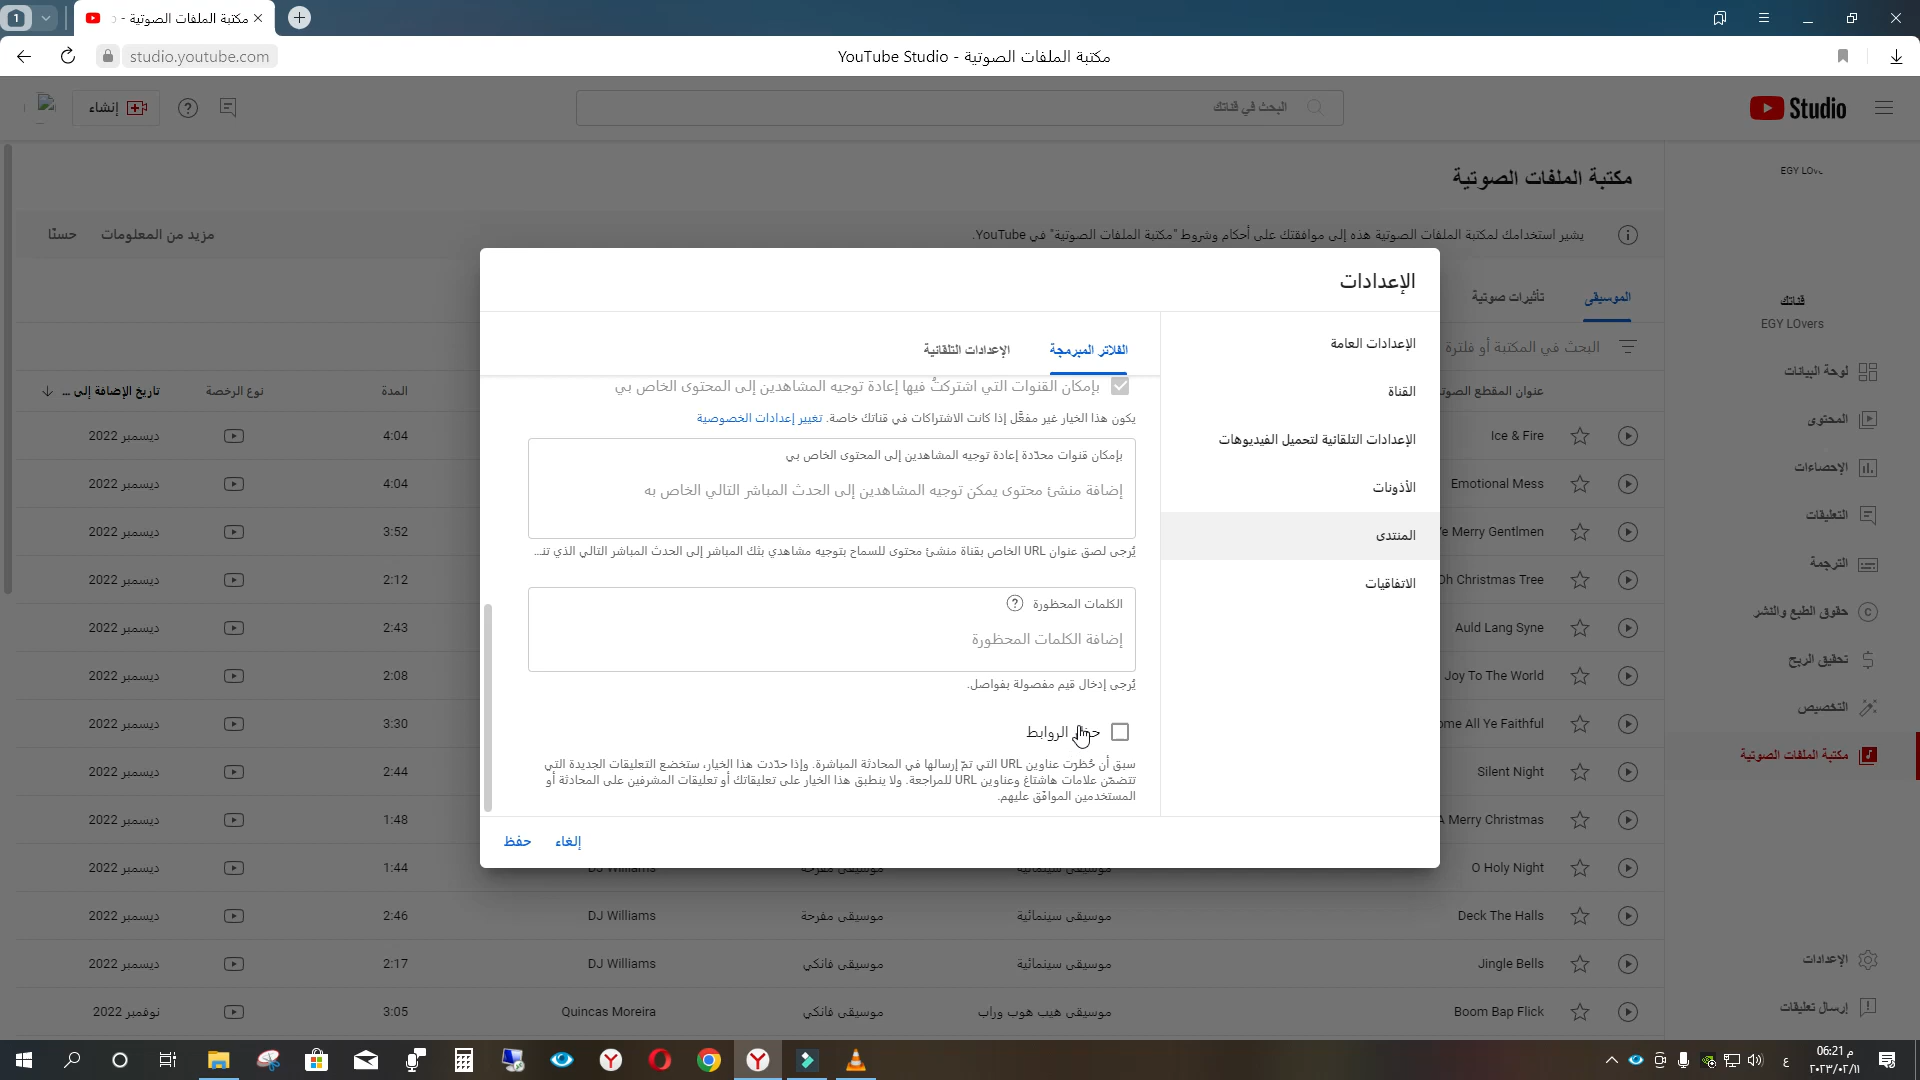 1
مكتبة الملفات الصوتية -
studio.youtube.com
مكتبة الملفات الصوتية - YouTube Studio
Studio
البحث في قناتك
إنشاء
EGY LOv
مكتبة الملفات الصوتية
يشير استخدامك لمكتبة الملفات الصوتية هذه إلى موافقتك على أحكام وشروط "مكتبة الملفات الصوتية" في YouTube.
مزيد من المعلومات
حسنًا
الموسيقى
تأثيرات صوتية
البحث في المكتبة أو فلترة
عنوان المقطع الصوت
المدة
نوع الرخصة
تاريخ الإضافة إلى ...
Ice & Fire
4:04
ديسمبر 2022
Emotional Mess
4:04
ديسمبر 2022
e Merry Gentlmen
3:52
ديسمبر 2022
Oh Christmas Tree
2:12
ديسمبر 2022
Auld Lang Syne
2:43
ديسمبر 2022
Joy To The World
2:08
ديسمبر 2022
ome All Ye Faithful
3:30
ديسمبر 2022
Silent Night
2:44
ديسمبر 2022
A Merry Christmas
1:48
ديسمبر 2022
O Holy Night
موسيقى سينمائية
موسيقى مفرحة
DJ Williams
1:44
ديسمبر 2022
Deck The Halls
موسيقى سينمائية
موسيقى مفرحة
DJ Williams
2:46
ديسمبر 2022
Jingle Bells
موسيقى سينمائية
موسيقى فانكي
DJ Williams
2:17
ديسمبر 2022
Boom Bap Flick
موسيقى هيب هوب وراب
موسيقى فانكي
Quincas Moreira
3:05
نوفمبر 2022
قناتك
EGY LOvers
لوحة البيانات
المحتوى
الإحصاءات
التعليقات
الترجمة
حقوق الطبع والنشر
تحقيق الربح
التخصيص
مكتبة الملفات الصوتية
الإعدادات
إرسال تعليقات
الإعدادات
الإعدادات العامة
القناة
الإعدادات التلقائية لتحميل الفيديوهات
الأذونات
المنتدى
الاتفاقيات
الفلاتر المبرمجة
الإعدادات التلقائية
بإمكان القنوات التي اشتركتُ فيها إعادة توجيه المشاهدين إلى المحتوى الخاص بي
يكون هذا الخيار غير مفعَّل إذا كانت الاشتراكات في قناتك خاصة. تغيير إعدادات الخصوصية
بإمكان قنوات محدّدة إعادة توجيه المشاهدين إلى المحتوى الخاص بي
إضافة منشئ محتوى يمكن توجيه المشاهدين إلى الحدث المباشر التالي الخاص به
يُرجى لصق عنوان URL الخاص بقناة منشئ محتوى للسماح بتوجيه مشاهدي بثك المباشر إلى الحدث المباشر التالي الذي تنـ...
الكلمات المحظورة
إضافة الكلمات المحظورة
يُرجى إدخال قيم مفصولة بفواصل.
الروابط
سبق أن حُظرت عناوين URL التي تمّ إرسالها في المحادثة المباشرة. وإذا حدّدت هذا الخيار، ستخضع التعليقات الجديدة التي
تتضمّن علامات هاشتاغ وعناوين URL للمراجعة. ولا ينطبق هذا الخيار على تعليقاتك أو تعليقات المشرفين على المحادثة أو
المستخدمين الموافَق عليهم.
إلغاء
حفظ
ع
06:21 م
٢٠٢٣/٠٢/١١